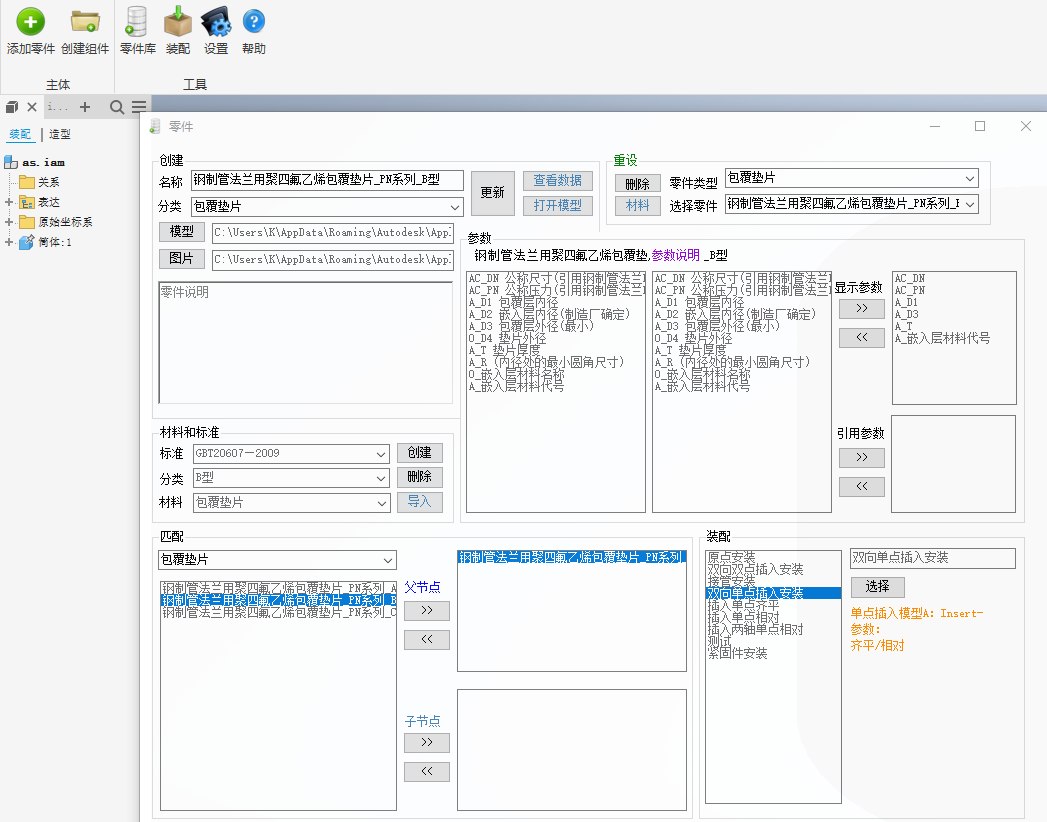 添加零件 创建组件 零件库 装配 设置 帮助
主体 工具
i...
装配 | 造型
as.iam
关系
表达
原始坐标系
筒体:1
零件
创建
名称 钢制管法兰用聚四氟乙烯包覆垫片_PN系列_B型
分类 包覆垫片
更新
查看数据
打开模型
模型 C:\Users\K\AppData\Roaming\Autodesk\App
图片 C:\Users\K\AppData\Roaming\Autodesk\App
零件说明
重设
删除 零件类型 包覆垫片
材料 选择零件 钢制管法兰用聚四氟乙烯包覆垫片_PN系列_
参数
钢制管法兰用聚四氟乙烯包覆垫,参数说明 _B型
AC_DN 公称尺寸(引用钢制管法兰
AC_PN 公称压力(引用钢制管法兰
A_D1 包覆层内径
A_D2 嵌入层内径(制造厂确定)
A_D3 包覆层外径(最小)
O_D4 垫片外径
A_T 垫片厚度
A_R (内径处的最小圆角尺寸)
O_嵌入层材料名称
A_嵌入层材料代号
AC_DN 公称尺寸(引用钢制管法兰
AC_PN 公称压力(引用钢制管法兰
A_D1 包覆层内径
A_D2 嵌入层内径(制造厂确定)
A_D3 包覆层外径(最小)
O_D4 垫片外径
A_T 垫片厚度
A_R (内径处的最小圆角尺寸)
O_嵌入层材料名称
A_嵌入层材料代号
显示参数
>>
<<
AC_DN
AC_PN
A_D1
A_D3
A_T
A_嵌入层材料代号
引用参数
>>
<<
材料和标准
标准 GBT20607—2009 创建
分类 B型 删除
材料 包覆垫片 导入
匹配
包覆垫片
钢制管法兰用聚四氟乙烯包覆垫片_PN系列_A
钢制管法兰用聚四氟乙烯包覆垫片_PN系列_B
钢制管法兰用聚四氟乙烯包覆垫片_PN系列_C
父节点
>>
<<
钢制管法兰用聚四氟乙烯包覆垫片_PN系列_
子节点
>>
<<
装配
原点安装
双向双点插入安装
接管安装
双向单点插入安装
插入单点齐平
插入单点相对
插入两轴单点相对
测试
紧固件安装
双向单点插入安装
选择
单点插入模型A: Insert-
参数:
齐平/相对